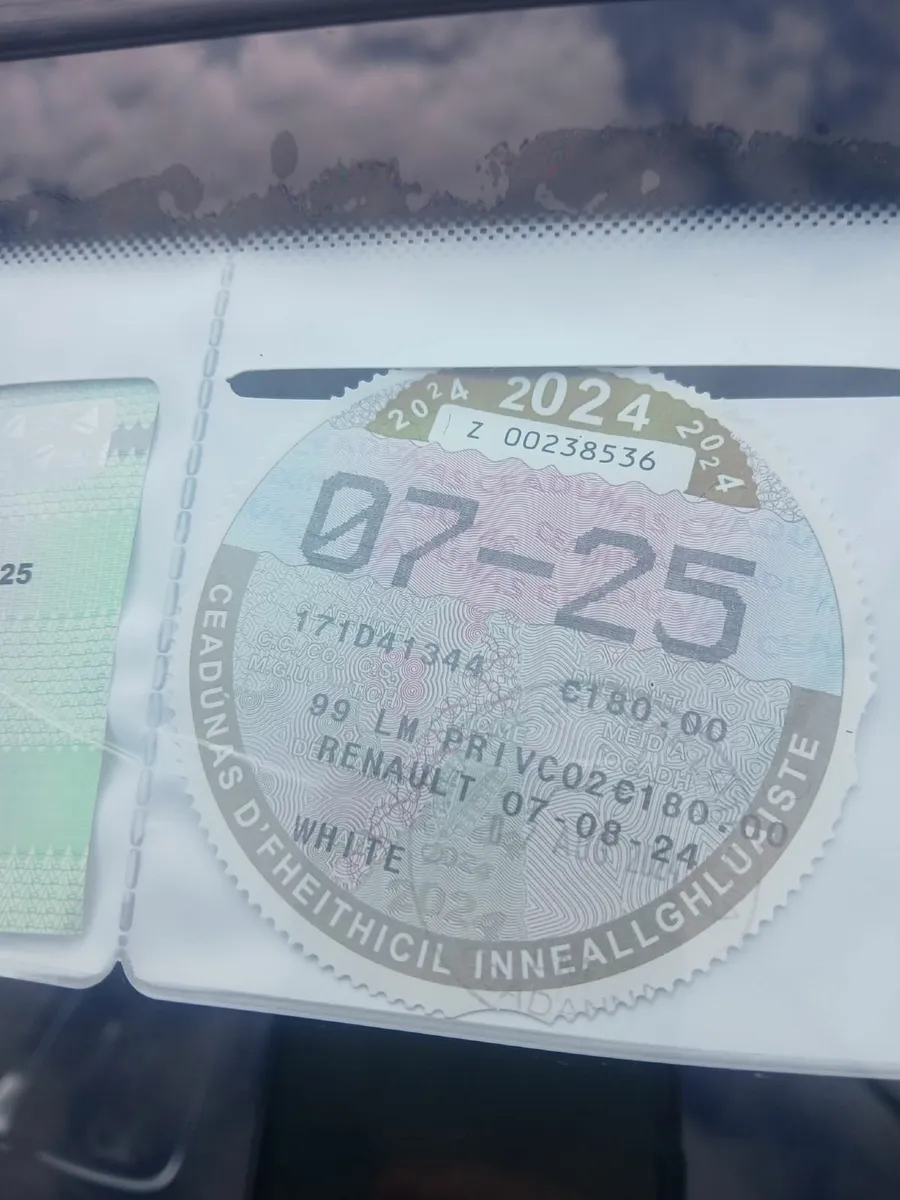 2024 2024 2024
Z 00238536
07-25
171D41344
€180.00
99 LM PRIVCO2€180.00
RENAULT 07-08-24
WHITE
CEADÚNAS D'FHEITHICIL INNEALLGHLUAISTE
25